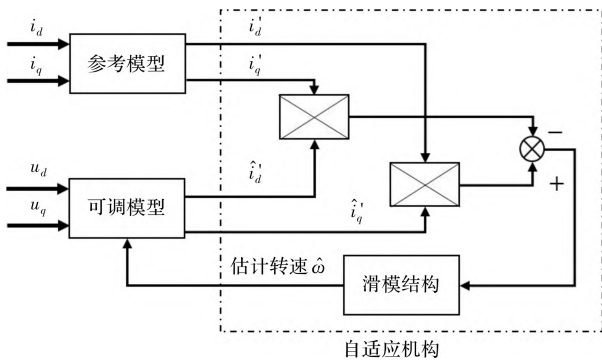 i_d
i_q
参考模型
i_d'
i_q'
−
+
u_d
u_q
可调模型
î_d'
î_q'
估计转速 ω̂
滑模结构
自适应机构